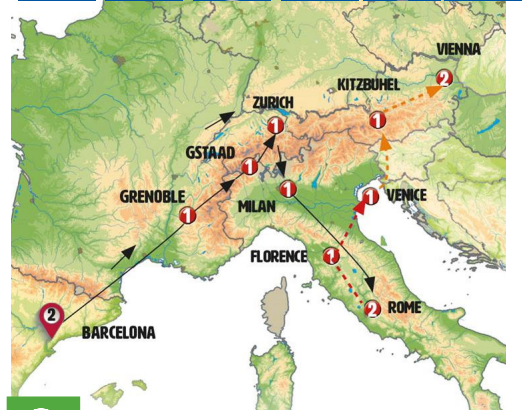 VIENNA
2
KITZBUHEL
1
ZURICH
1
GSTAAD
1
GRENOBLE
1
MILAN
1
VENICE
1
FLORENCE
1
ROME
2
BARCELONA
2